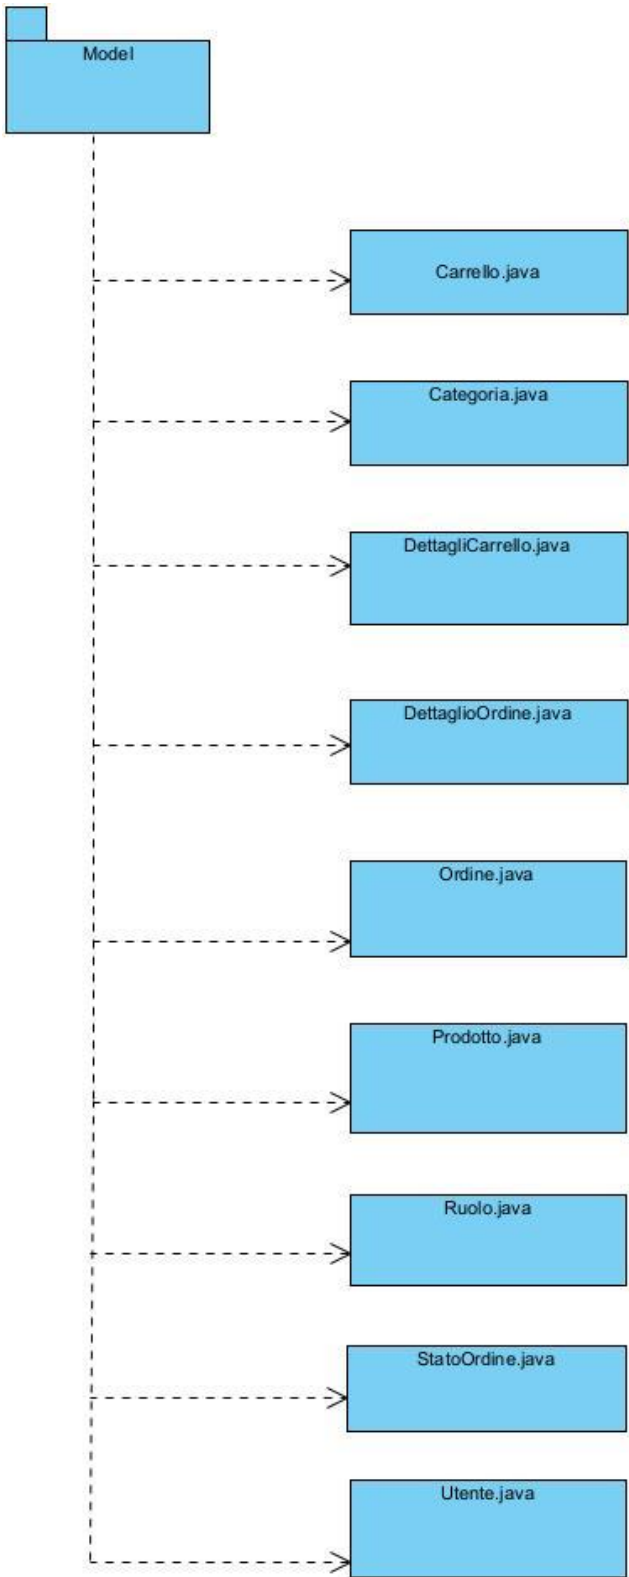 Model
Carrello.java
Categoria.java
DettagliCarrello.java
DettaglioOrdine.java
Ordine.java
Prodotto.java
Ruolo.java
StatoOrdine.java
Utente.java